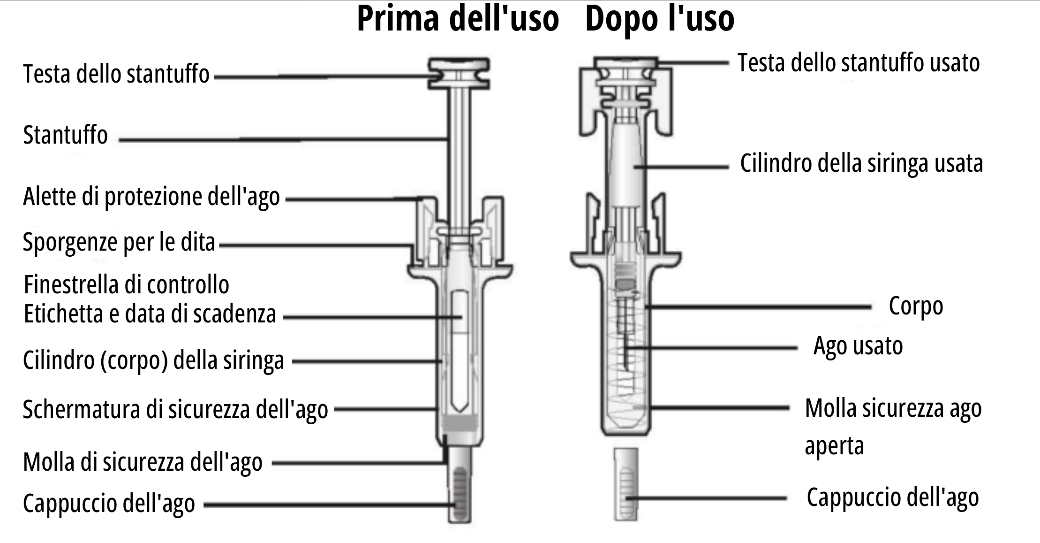 Prima dell'uso
Dopo l'uso
Testa dello stantuffo
Stantuffo
Alette di protezione dell'ago
Sporgenze per le dita
Finestrella di controllo
Etichetta e data di scadenza
Cilindro (corpo) della siringa
Schermatura di sicurezza dell'ago
Molla di sicurezza dell'ago
Cappuccio dell'ago
Testa dello stantuffo usato
Cilindro della siringa usata
Corpo
Ago usato
Molla sicurezza ago
aperta
Cappuccio dell'ago